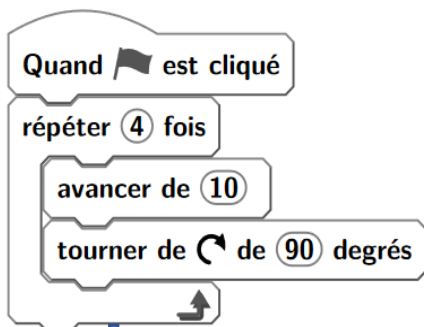 Quand est cliqué
répéter 4 fois
avancer de 10
tourner de de 90 degrés